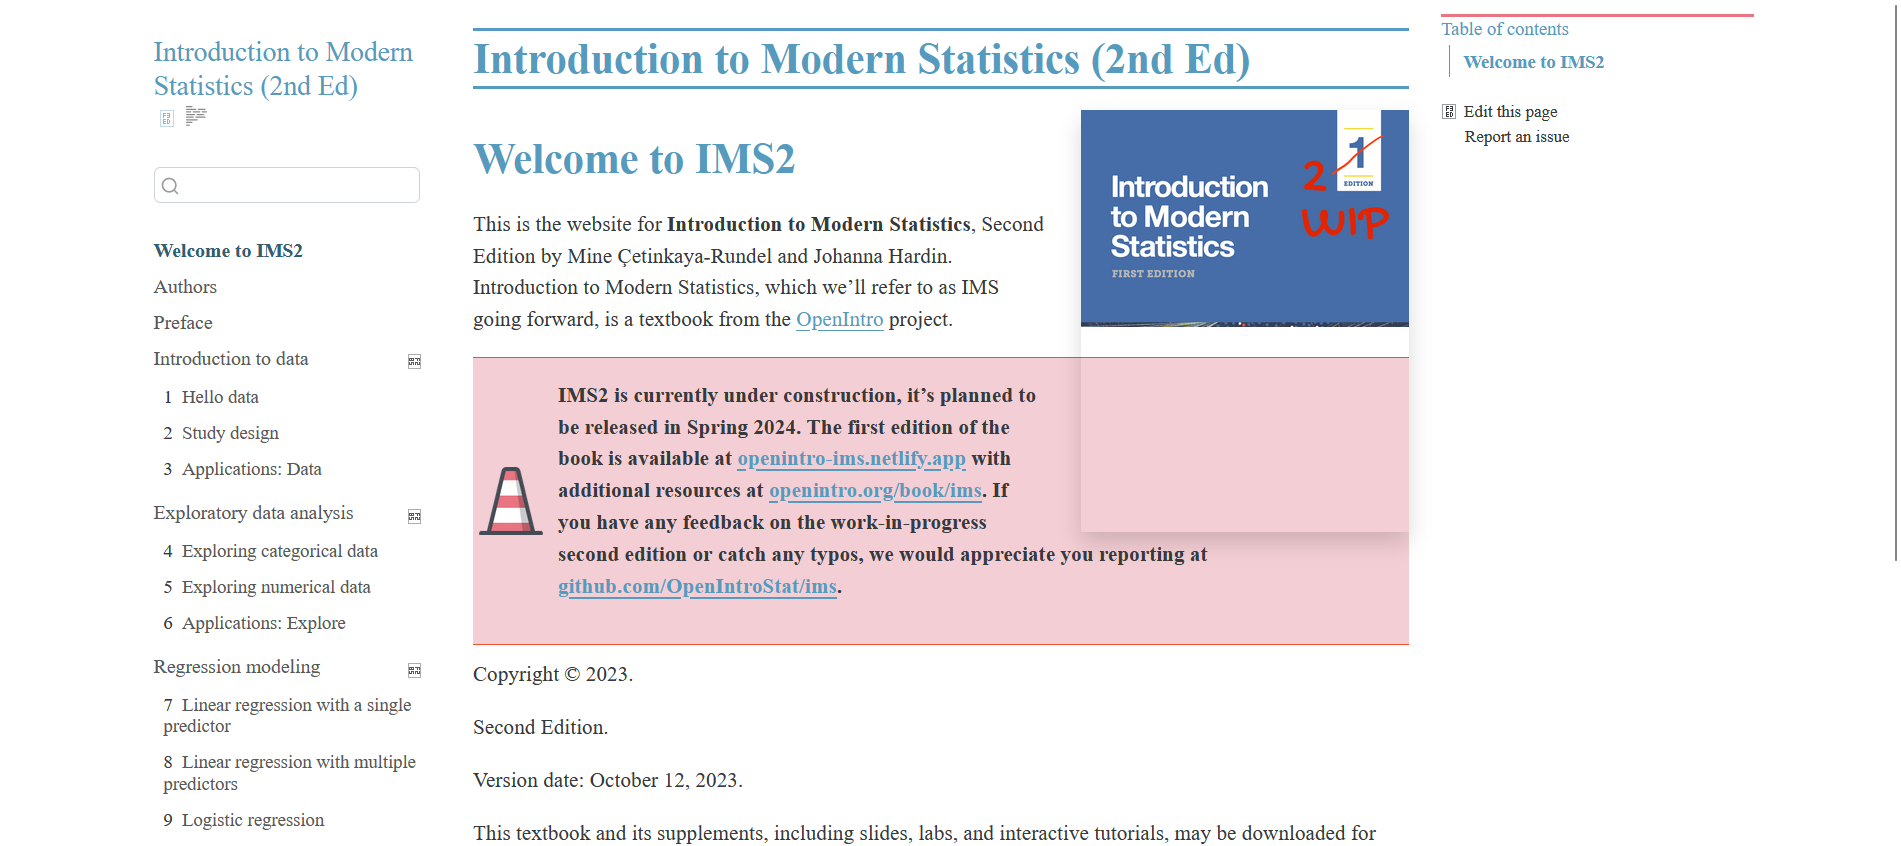 Introduction to Modern
Statistics (2nd Ed)
Welcome to IMS2
Authors
Preface
Introduction to data
1 Hello data
2 Study design
3 Applications: Data
Exploratory data analysis
4 Exploring categorical data
5 Exploring numerical data
6 Applications: Explore
Regression modeling
7 Linear regression with a single
predictor
8 Linear regression with multiple
predictors
9 Logistic regression
Introduction to Modern Statistics (2nd Ed)
Welcome to IMS2
This is the website for Introduction to Modern Statistics, Second
Edition by Mine Çetinkaya-Rundel and Johanna Hardin.
Introduction to Modern Statistics, which we’ll refer to as IMS
going forward, is a textbook from the OpenIntro project.
1
EDITION
2
WIP
Introduction
to Modern
Statistics
FIRST EDITION
IMS2 is currently under construction, it’s planned to
be released in Spring 2024. The first edition of the
book is available at openintro-ims.netlify.app with
additional resources at openintro.org/book/ims. If
you have any feedback on the work-in-progress
second edition or catch any typos, we would appreciate you reporting at
github.com/OpenIntroStat/ims.
Copyright © 2023.
Second Edition.
Version date: October 12, 2023.
This textbook and its supplements, including slides, labs, and interactive tutorials, may be downloaded for
Table of contents
Welcome to IMS2
Edit this page
Report an issue